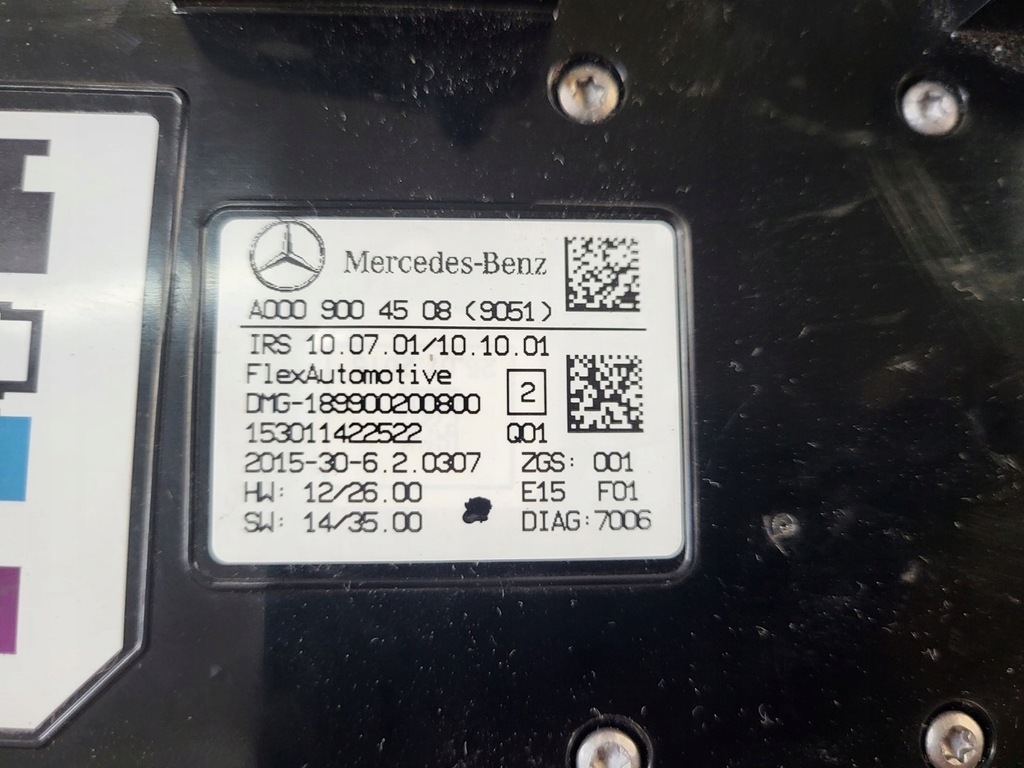 Mercedes-Benz
A000 900 45 08 (9051)
IRS 10.07.01/10.10.01
FlexAutomotive
DMG-189900200800
2
153011422522 Q01
2015-30-6.2.0307 ZGS: 001
HW: 12/26.00 E15 F01
SW: 14/35.00 DIAG:7006